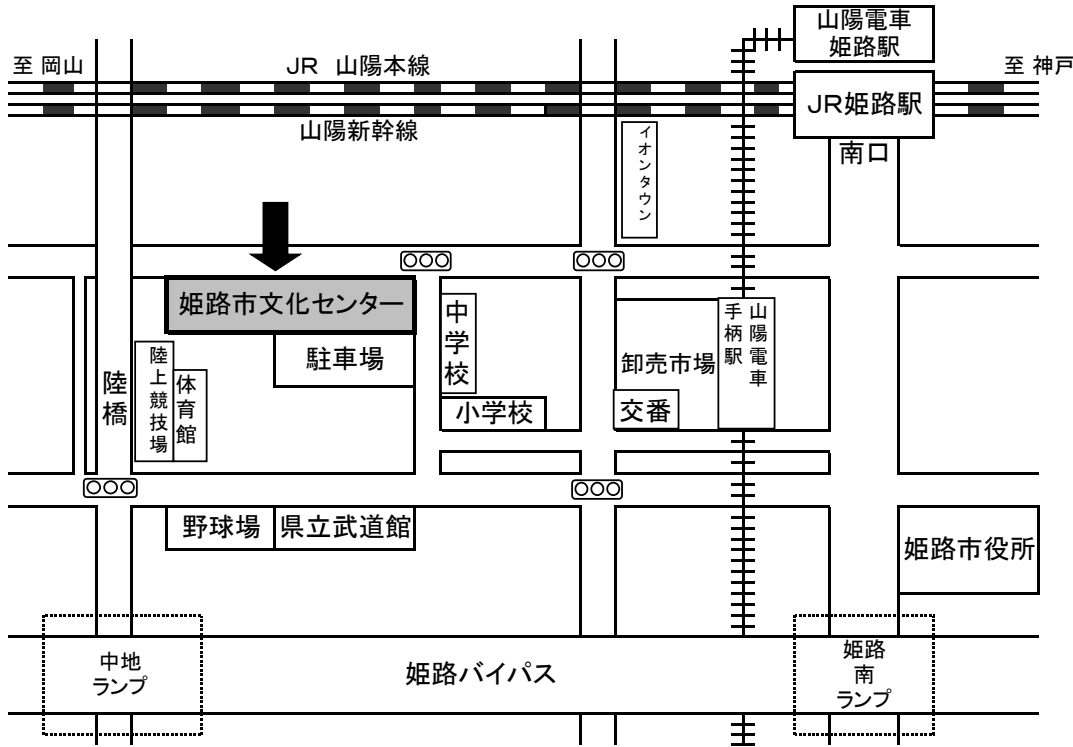 山陽電車
姫路駅
至 岡山
JR 山陽本線
至 神戸
JR姫路駅
山陽新幹線
南口
イオンタウン
姫路市文化センター
中学校
山陽電車
手柄駅
駐車場
卸売市場
陸橋
陸上競技場
体育館
小学校
交番
野球場
県立武道館
姫路市役所
中地
ランプ
姫路バイパス
姫路
南
ランプ